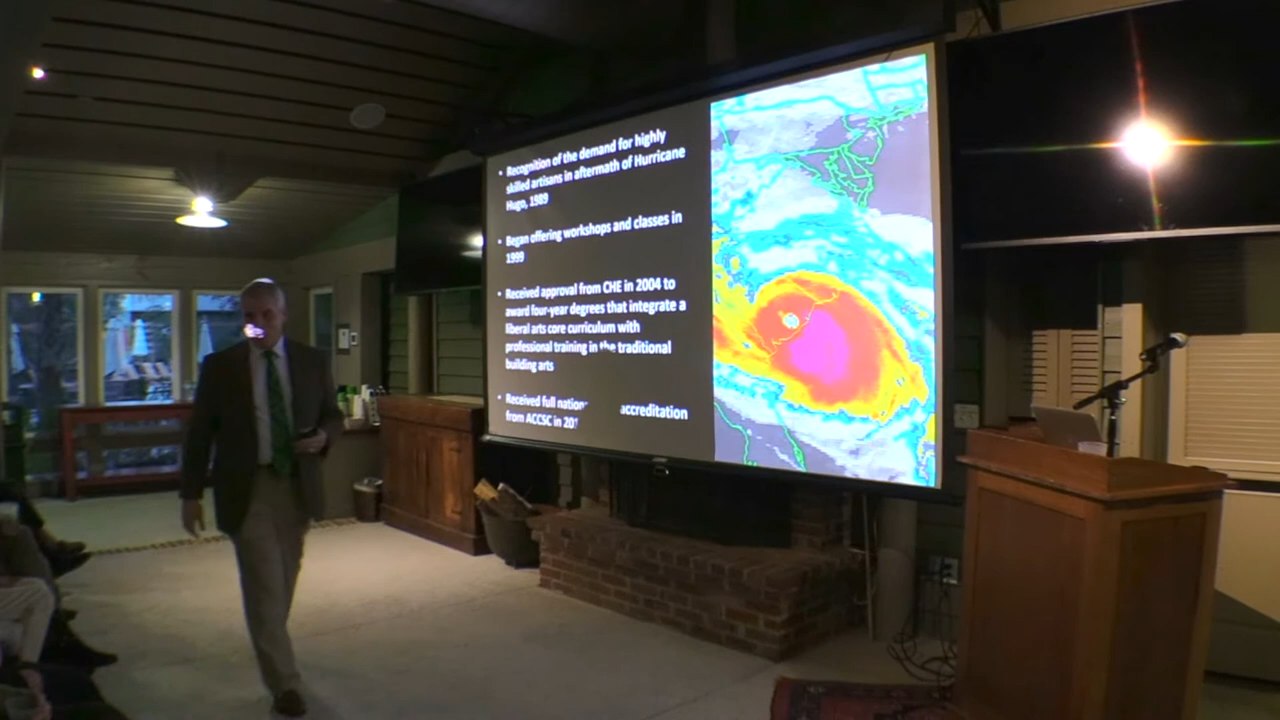 Recognition of the demand for highly
skilled artisans in aftermath of Hurricane
Hugo, 1989
Began offering workshops and classes in
1999
Received approval from CHE in 2004 to
award four-year degrees that integrate a
liberal arts core curriculum with
professional training in the traditional
building arts
Received full accreditation
from ACCSC in